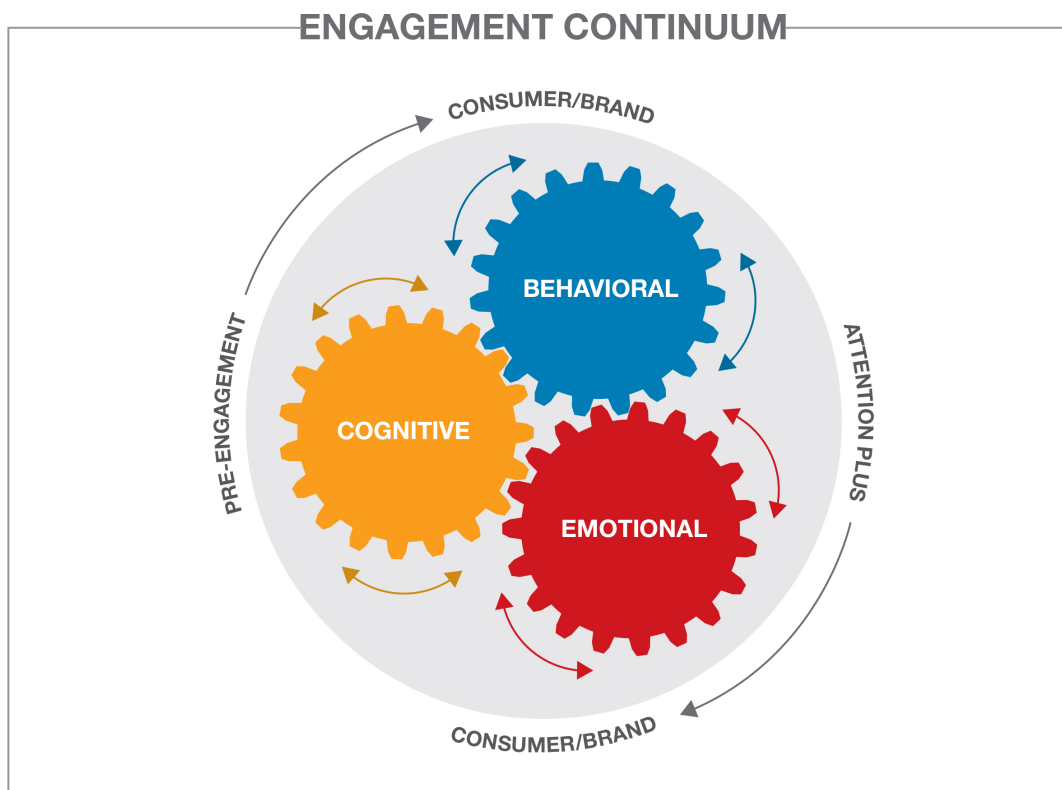 ENGAGEMENT CONTINUUM
CONSUMER/BRAND
BEHAVIORAL
PRE-ENGAGEMENT
ATTENTION PLUS
COGNITIVE
EMOTIONAL
CONSUMER/BRAND